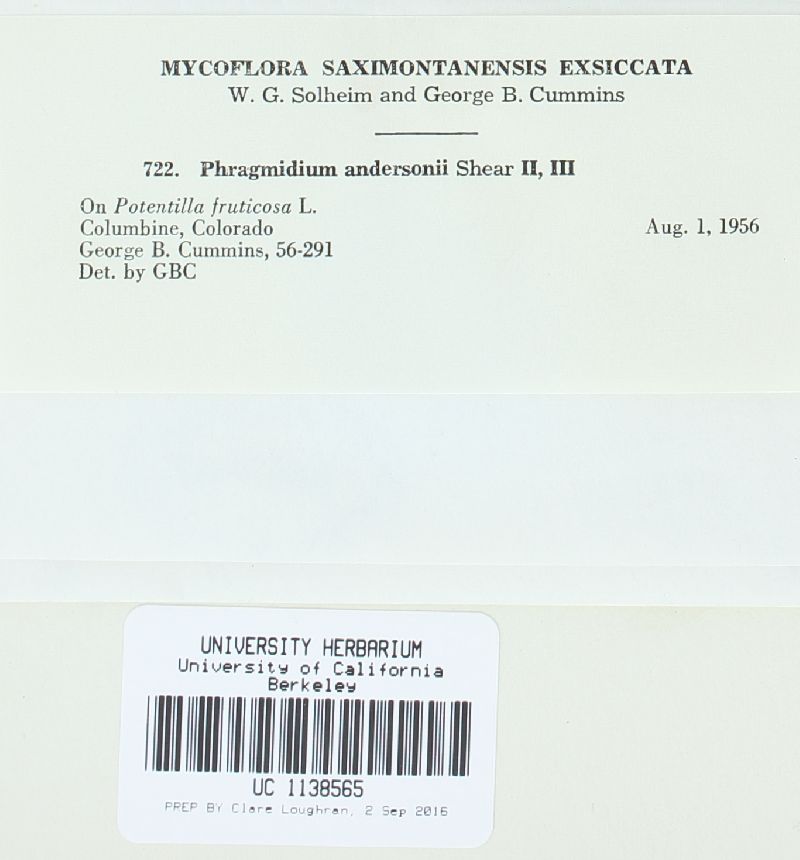 MYCOFLORA SAXIMONTANENSIS EXSICCATA
W. G. Solheim and George B. Cummins
722. Phragmidium andersonii Shear II, III
On Potentilla fruticosa L.
Columbine, Colorado
Aug. 1, 1956
George B. Cummins, 56-291
Det. by GBC
UNIVERSITY HERBARIUM
University of California
Berkeley
UC 1138565
PREP BY Clare Loughran, 2 Sep 2016